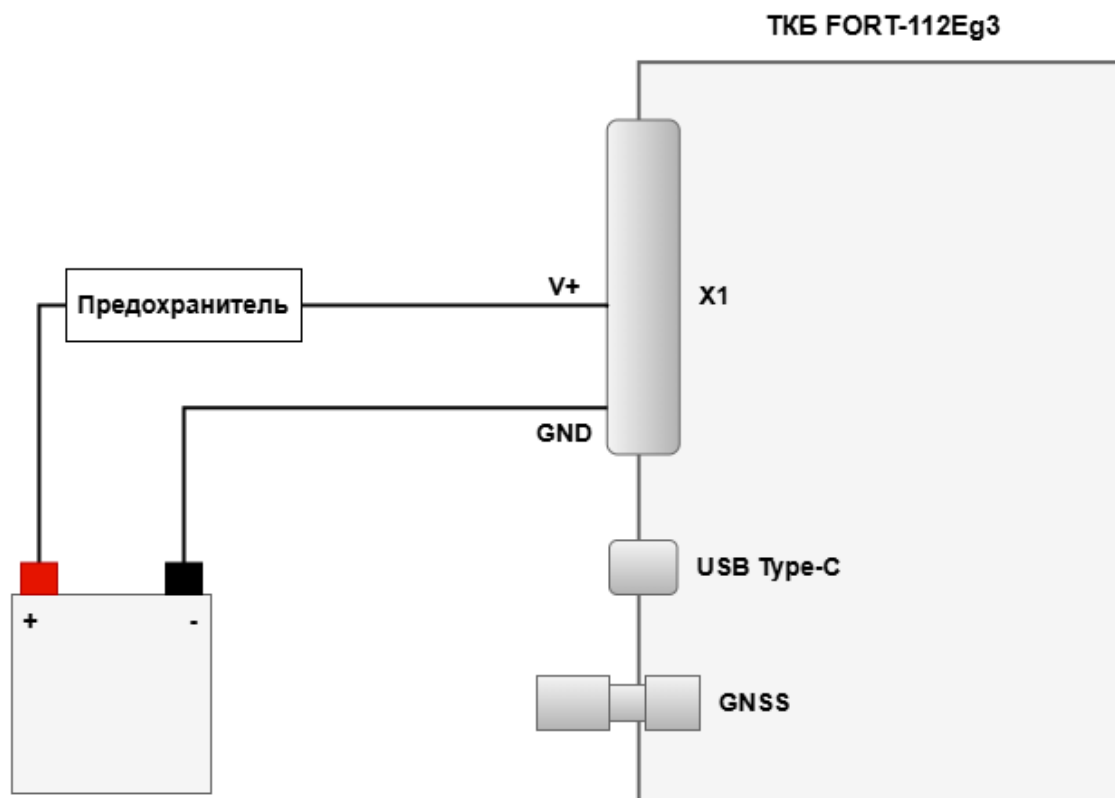 ТКБ FORT-112Eg3
V+
Предохранитель
X1
GND
USB Type-C
+ -
GNSS